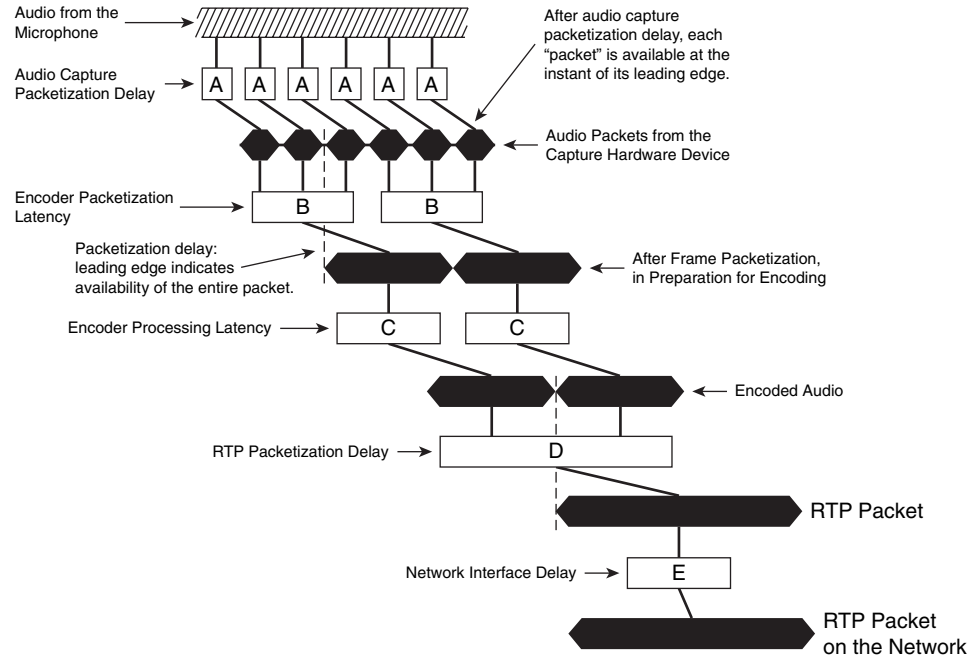 Audio from the
Microphone
After audio capture
packetization delay, each
“packet” is available at the
instant of its leading edge.
Audio Capture
Packetization Delay
A A A A A A
Audio Packets from the
Capture Hardware Device
Encoder Packetization
Latency
B B
Packetization delay:
leading edge indicates
availability of the entire packet.
After Frame Packetization,
in Preparation for Encoding
Encoder Processing Latency
C C
Encoded Audio
RTP Packetization Delay
D
RTP Packet
Network Interface Delay
E
RTP Packet
on the Network